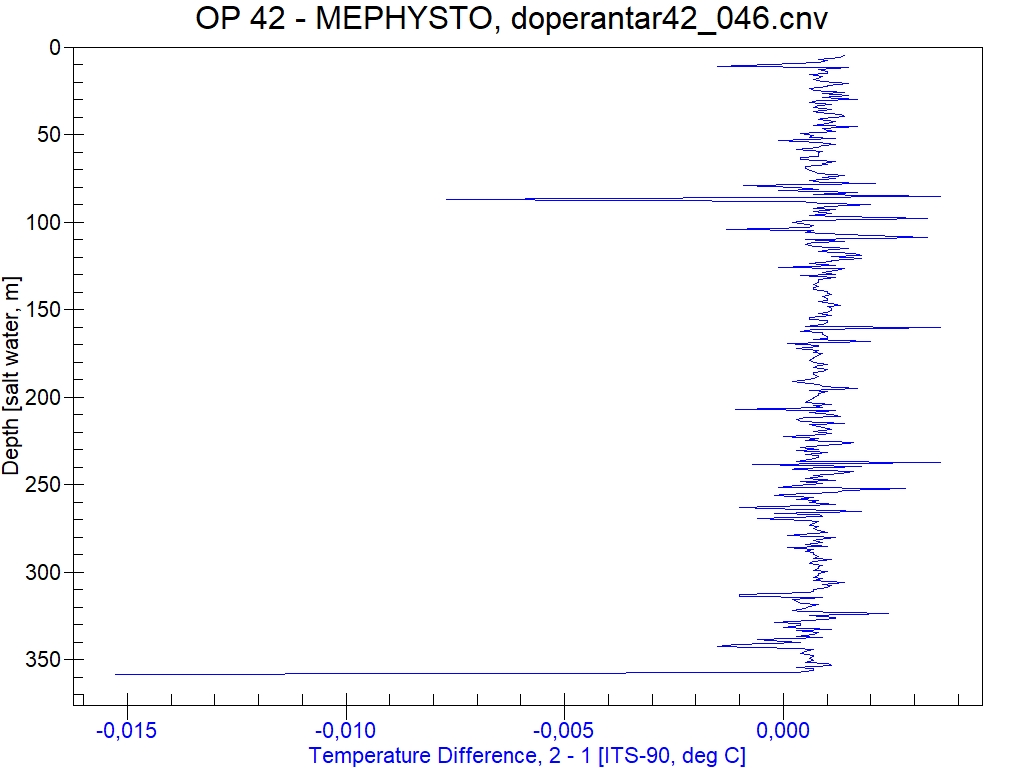 OP 42 - MEPHYSTO, doperantar42_046.cnv
0
50
100
150
200
250
300
350
Depth [salt water, m]
-0,015 -0,010 -0,005 0,000
Temperature Difference, 2 - 1 [ITS-90, deg C]